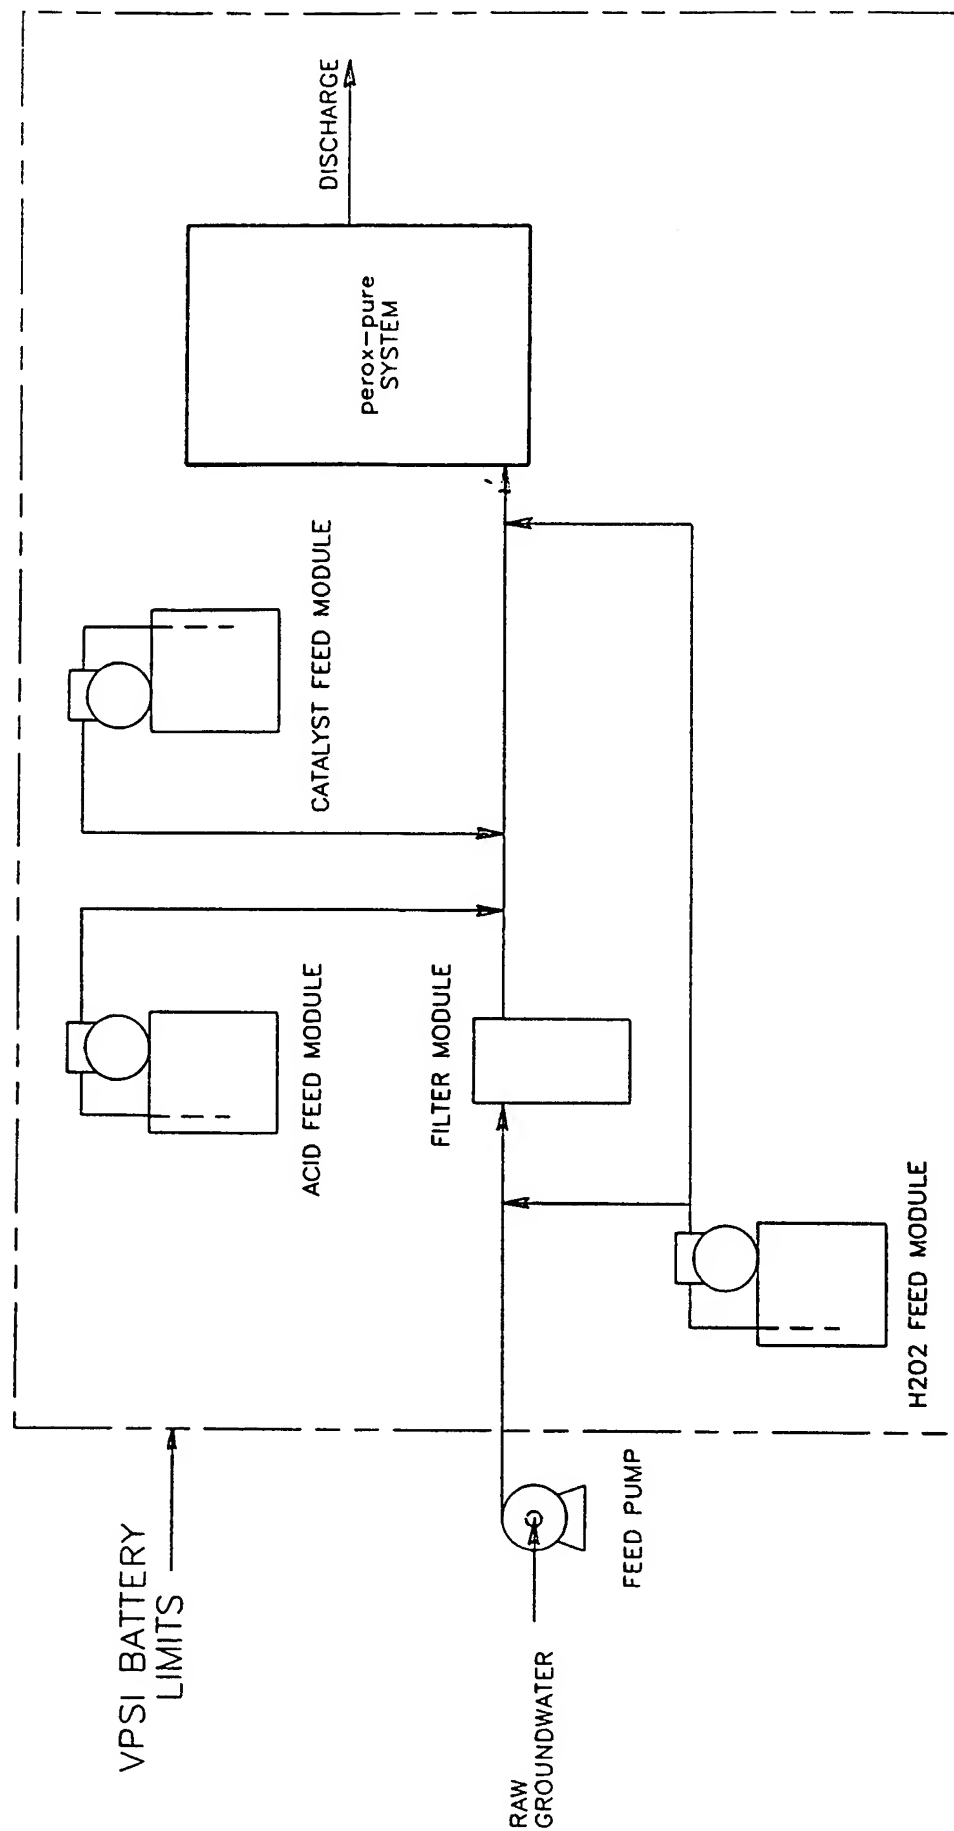 VPSI BATTERY
LIMITS
RAW
GROUNDWATER
FEED PUMP
H2O2 FEED MODULE
FILTER MODULE
ACID FEED MODULE
CATALYST FEED MODULE
perox-pure
SYSTEM
DISCHARGE